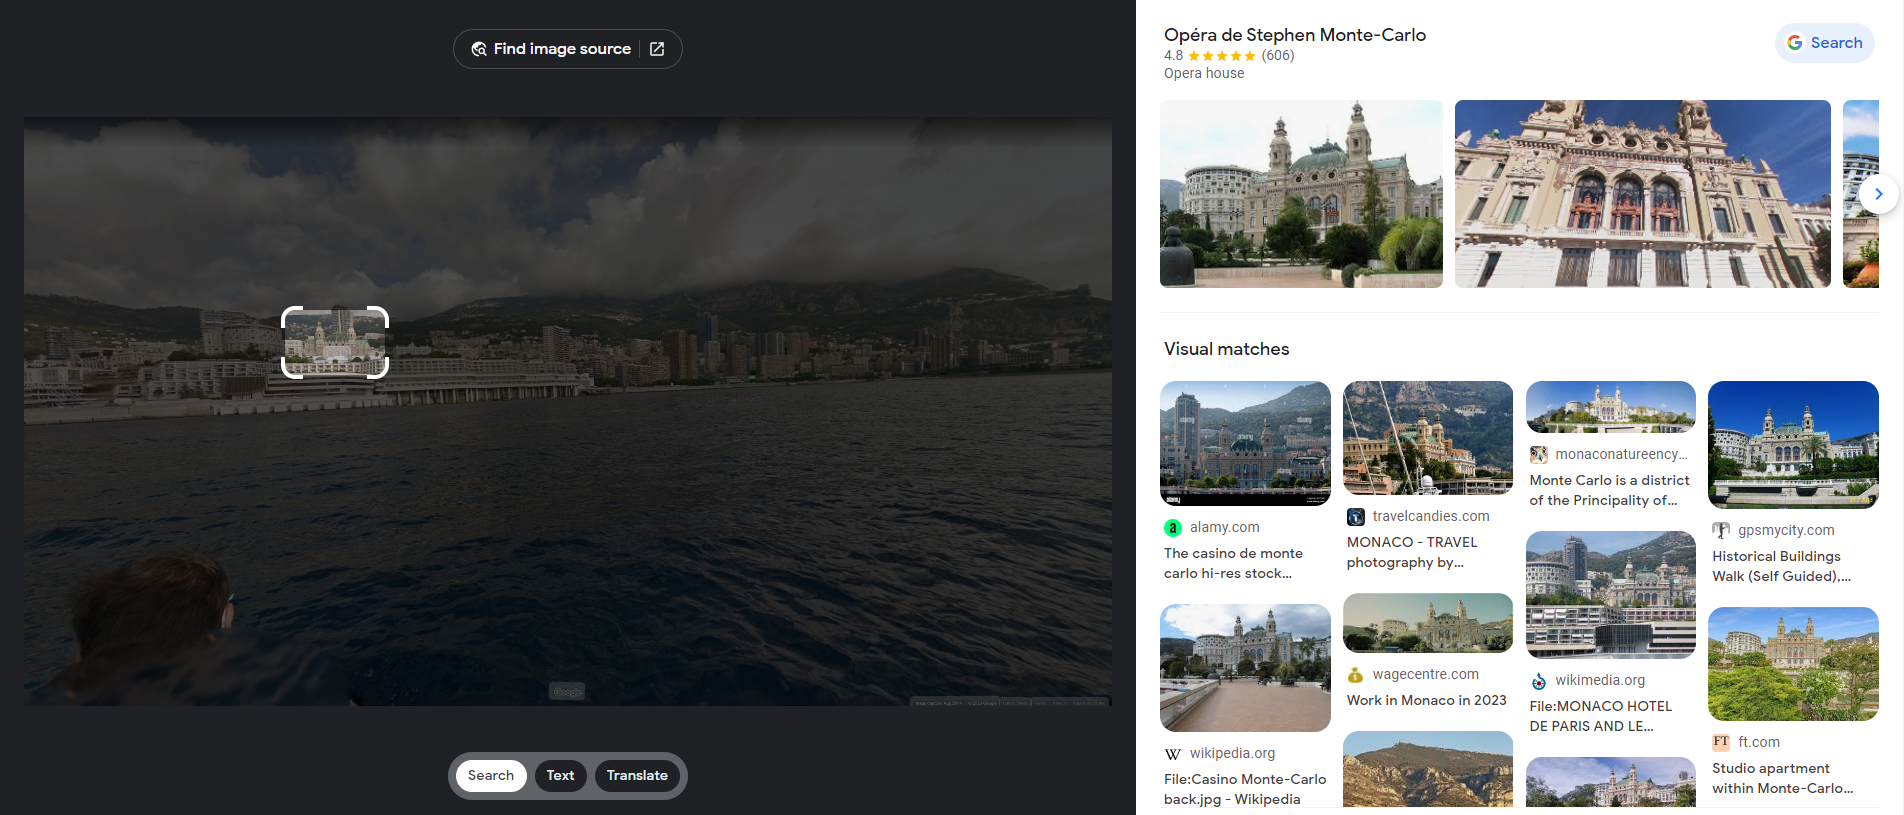 Find image source
Google
Search
Text
Translate
Opéra de Stephen Monte-Carlo
4.8 ★★★★★ (606)
Opera house
Search
Visual matches
alamy
alamy
alamy.com
The casino de monte
carlo hi-res stock...
travelcandies.com
MONACO - TRAVEL
photography by...
monaconatureency...
Monte Carlo is a district
of the Principality of...
gpsmycity.com
Historical Buildings
Walk (Self Guided),...
W
wikipedia.org
File:Casino Monte-Carlo
back.jpg - Wikipedia
wagecentre.com
Work in Monaco in 2023
wikimedia.org
File:MONACO HOTEL
DE PARIS AND LE...
FT
ft.com
Studio apartment
within Monte-Carlo...